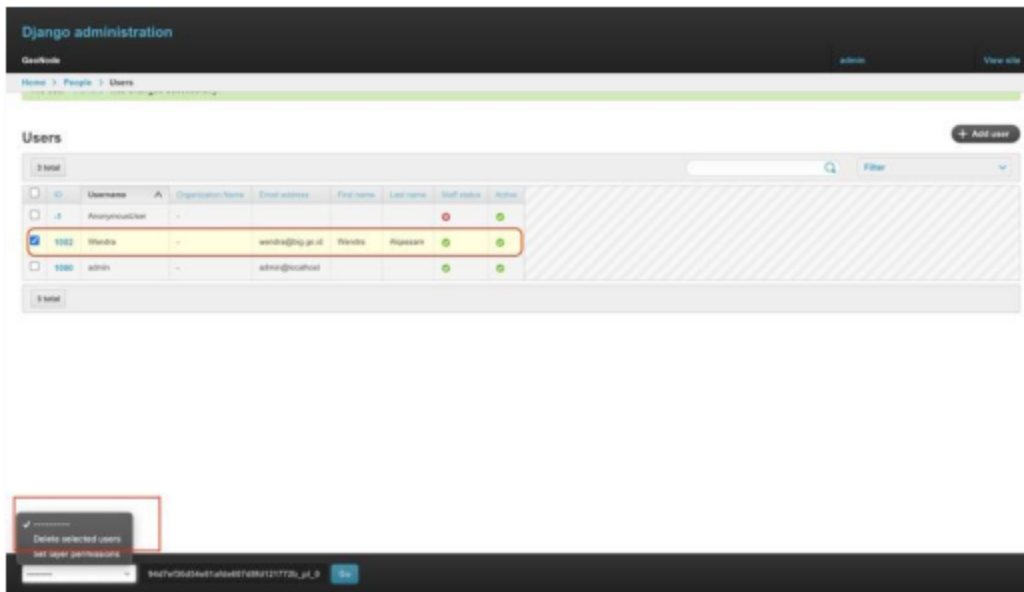 Django administration
GeoNode admin View site
Home > People > Users
Users + Add user
3 total Filter
ID Username Organization Name Email address First name Last name Staff status Active
-1 AnonymousUser -
1002 Wendra - wendra@big.go.id Wendra
1000 admin - admin@localhost
3 total
---------
Delete selected users
Set layer permissions
--------- Go